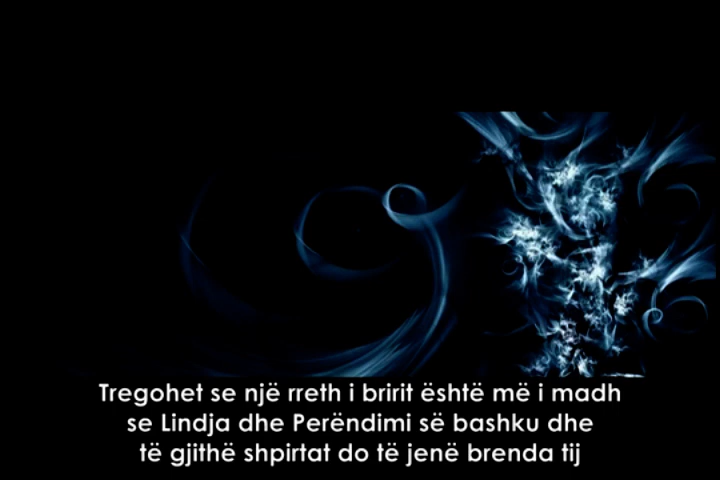 Tregohet se një rreth i bririt është më i madh
se Lindja dhe Perëndimi së bashku dhe
të gjithë shpirtat do të jenë brenda tij